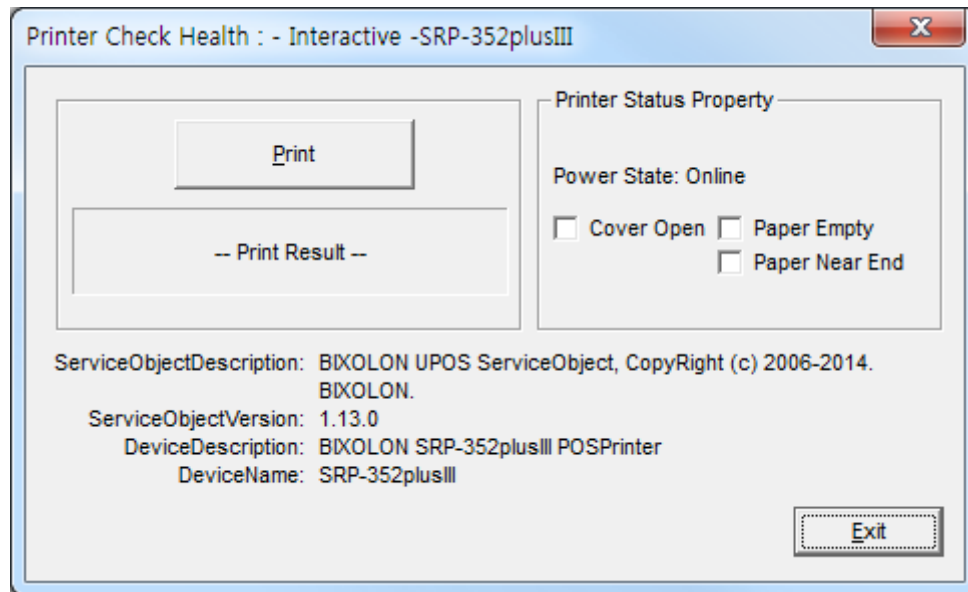 Printer Check Health : - Interactive -SRP-352plusIII
Print
-- Print Result --
Printer Status Property
Power State: Online
Cover Open
Paper Empty
Paper Near End
ServiceObjectDescription: BIXOLON UPOS ServiceObject, CopyRight (c) 2006-2014.
BIXOLON.
ServiceObjectVersion: 1.13.0
DeviceDescription: BIXOLON SRP-352plusIII POSPrinter
DeviceName: SRP-352plusIII
Exit